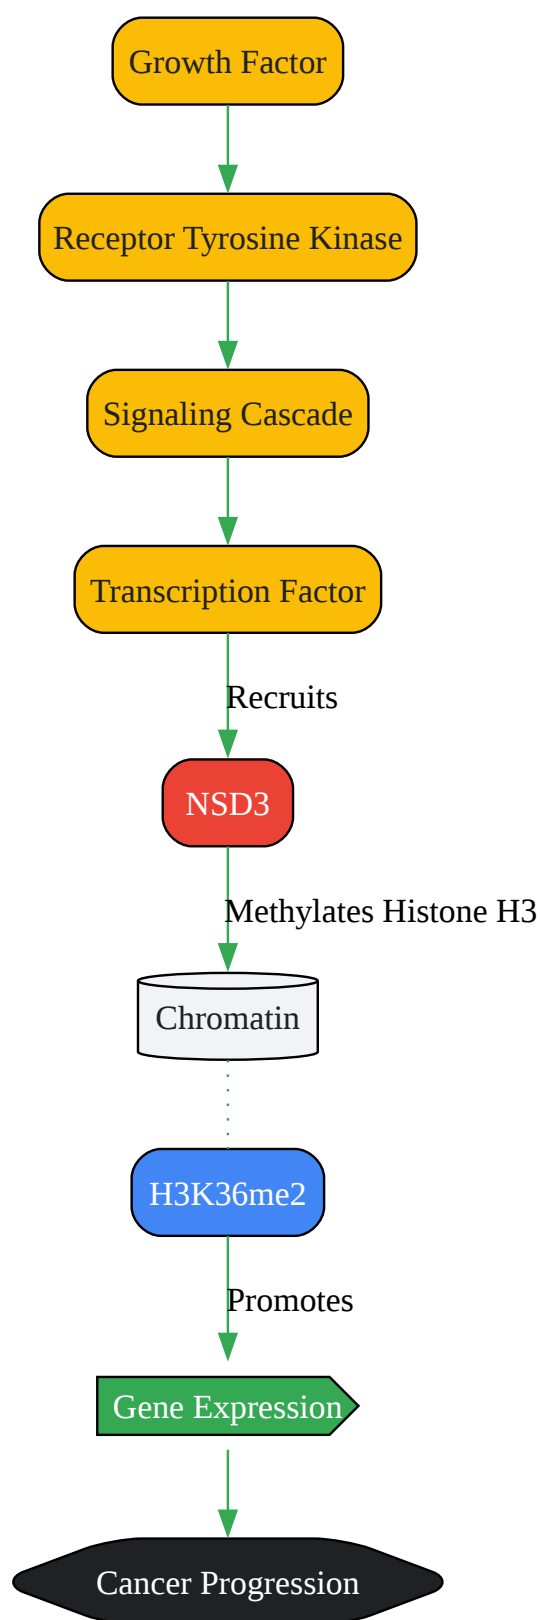 Growth Factor
Receptor Tyrosine Kinase
Signaling Cascade
Transcription Factor
Recruits
NSD3
Methylates Histone H3
Chromatin
H3K36me2
Promotes
Gene Expression
Cancer Progression